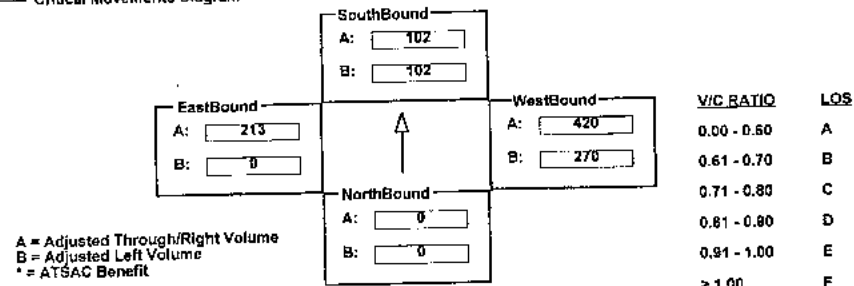 Critical Movements Diagram
SouthBound
A: 102
B: 102
EastBound
A: 213
B: 0
WestBound
A: 420
B: 270
NorthBound
A: 0
B: 0
A = Adjusted Through/Right Volume
B = Adjusted Left Volume
* = ATSAC Benefit
V/C RATIO LOS
0.00 - 0.60 A
0.61 - 0.70 B
0.71 - 0.80 C
0.81 - 0.90 D
0.91 - 1.00 E
> 1.00 F